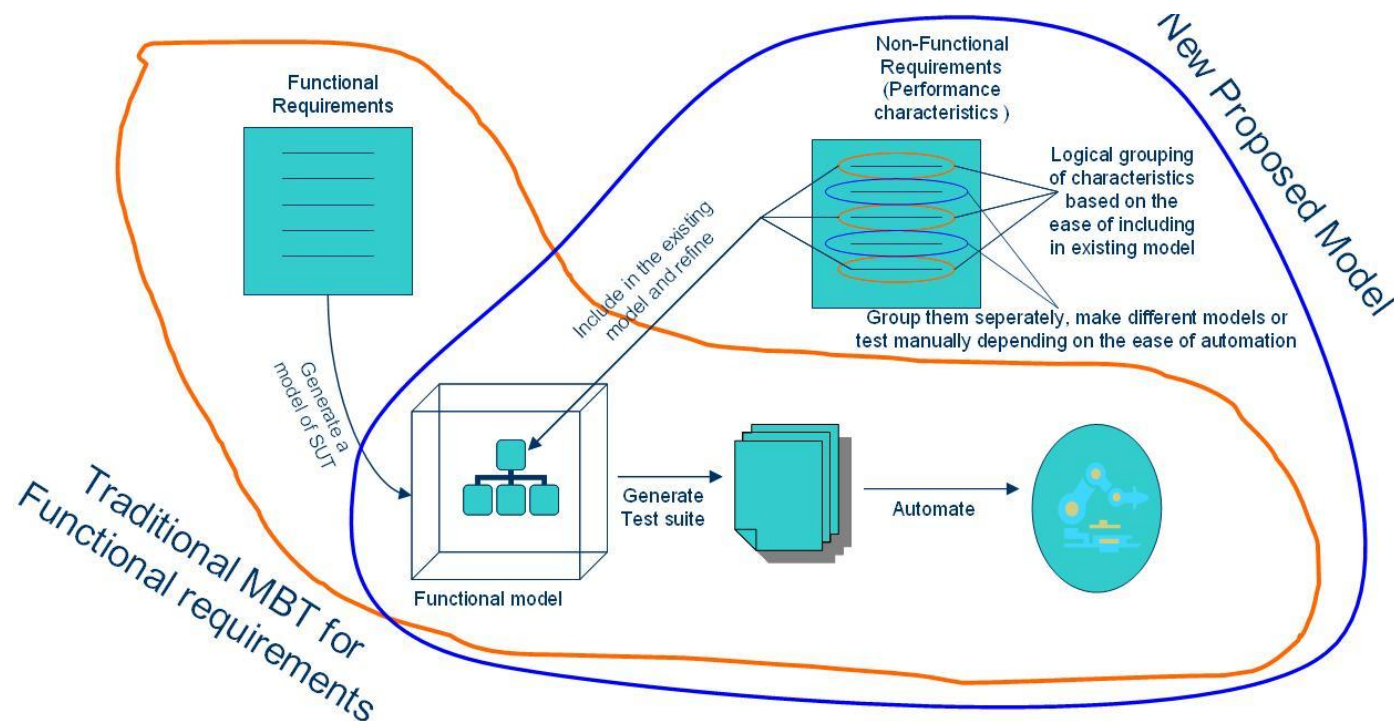 Functional
Requirements
Non-Functional
Requirements
(Performance
characteristics )
New Proposed Model
Logical grouping
of characteristics
based on the
ease of including
in existing model
Include in the existing
model and refine
Group them seperately, make different models or
test manually depending on the ease of automation
Generate a
model of SUT
Generate
Test suite
Automate
Functional model
Traditional MBT for
Functional requirements